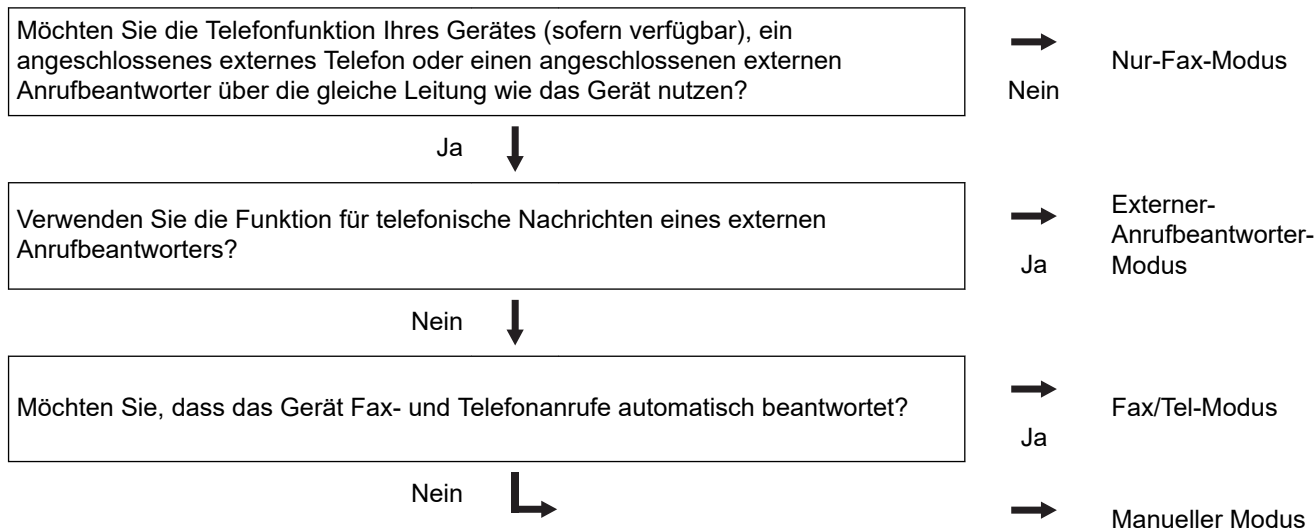 Möchten Sie die Telefonfunktion Ihres Gerätes (sofern verfügbar), ein
angeschlossenes externes Telefon oder einen angeschlossenen externen
Anrufbeantworter über die gleiche Leitung wie das Gerät nutzen?
Nein
Nur-Fax-Modus
Ja
Verwenden Sie die Funktion für telefonische Nachrichten eines externen
Anrufbeantworters?
Ja
Externer-
Anrufbeantworter-
Modus
Nein
Möchten Sie, dass das Gerät Fax- und Telefonanrufe automatisch beantwortet?
Ja
Fax/Tel-Modus
Nein
Manueller Modus